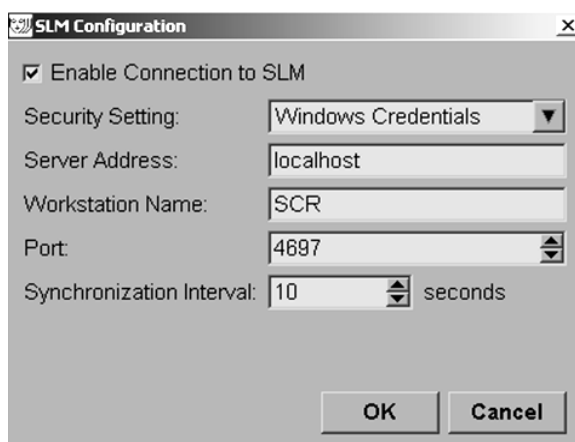 SLM Configuration
Enable Connection to SLM
Security Setting: Windows Credentials
Server Address: localhost
Workstation Name: SCR
Port: 4697
Synchronization Interval: 10 seconds
OK Cancel